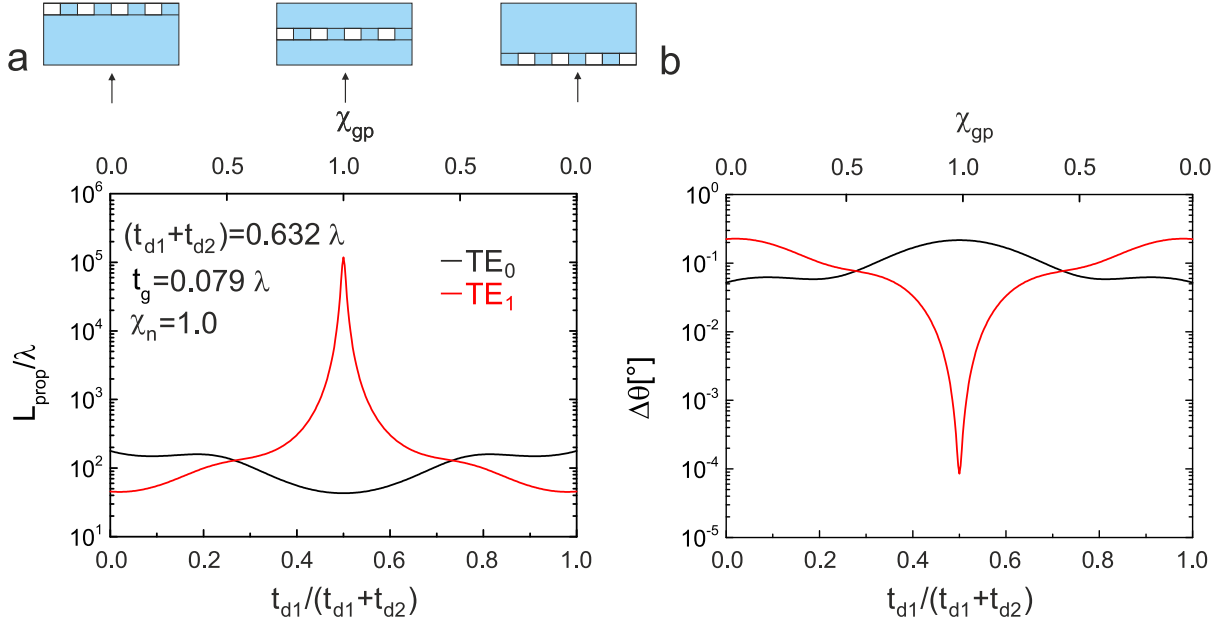 a
b
χgp
0.0 0.5 1.0 0.5 0.0
10^6
10^5
10^4
10^3
10^2
10^1
Lprop/λ
(td1+td2)=0.632 λ
tg=0.079 λ
χn=1.0
TE0
TE1
0.0 0.2 0.4 0.6 0.8 1.0
td1/(td1+td2)
χgp
0.0 0.5 1.0 0.5 0.0
10^0
10^-1
10^-2
10^-3
10^-4
10^-5
Δθ[°]
0.0 0.2 0.4 0.6 0.8 1.0
td1/(td1+td2)